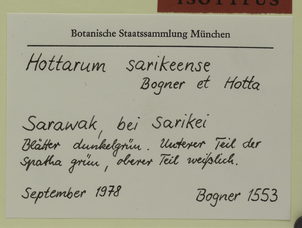 ISOTYPUS
Botanische Staatssammlung München
Hottarum sarikeense
Bogner et Hotta
Sarawak, bei Sarikei
Blätter dunkelgrün. Unterer Teil der
Spatha grün, oberer Teil weißlich.
September 1978 Bogner 1553